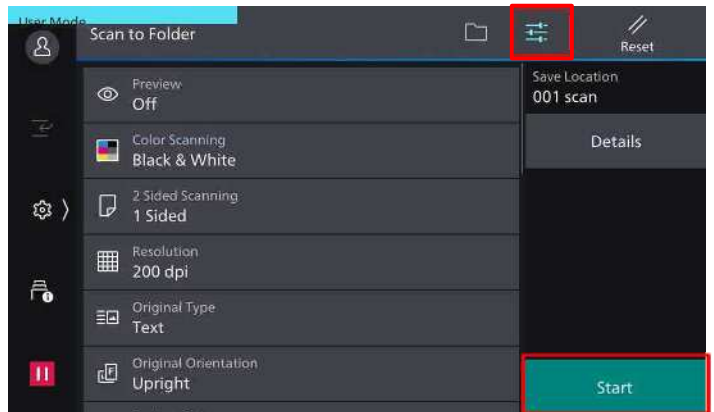 User Mode
Scan to Folder
Reset
Preview
Off
Color Scanning
Black & White
2 Sided Scanning
1 Sided
Resolution
200 dpi
Original Type
Text
Original Orientation
Upright
Save Location
001 scan
Details
Start